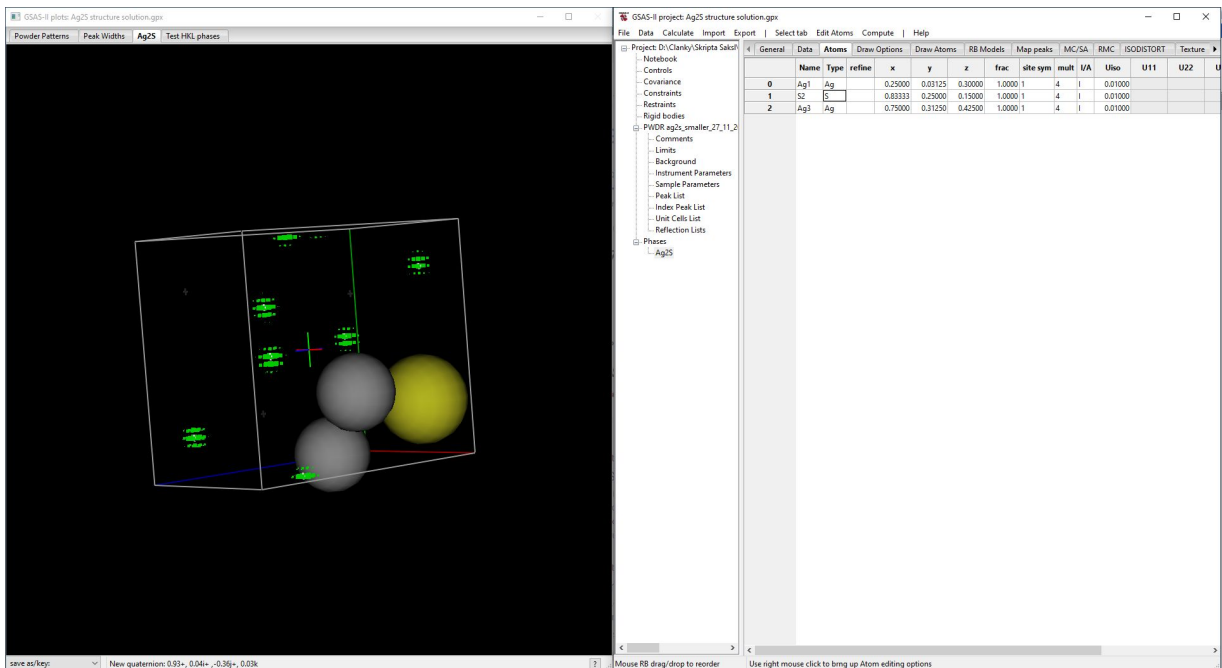 GSAS-II plots: Ag2S structure solution.gpx
Powder Patterns Peak Widths Ag2S Test HKL phases
save as/key: New quaternion: 0.93+, 0.04i+ ,-0.36j+, 0.03k ?
GSAS-II project: Ag2S structure solution.gpx
File Data Calculate Import Export | Select tab Edit Atoms Compute | Help
Project: D:\Clanky\Skripta Saksl\
Notebook
Controls
Covariance
Constraints
Restraints
Rigid bodies
PWDR ag2s_smaller_27_11_2
Comments
Limits
Background
Instrument Parameters
Sample Parameters
Peak List
Index Peak List
Unit Cells List
Reflection Lists
Phases
Ag2S
General Data Atoms Draw Options Draw Atoms RB Models Map peaks MC/SA RMC ISODISTORT Texture
Name Type refine x y z frac site sym mult I/A Uiso U11 U22 U
0 Ag1 Ag 0.25000 0.03125 0.30000 1.0000 1 4 I 0.01000
1 S2 S 0.83333 0.25000 0.15000 1.0000 1 4 I 0.01000
2 Ag3 Ag 0.75000 0.31250 0.42500 1.0000 1 4 I 0.01000
Mouse RB drag/drop to reorder Use right mouse click to brng up Atom editing options